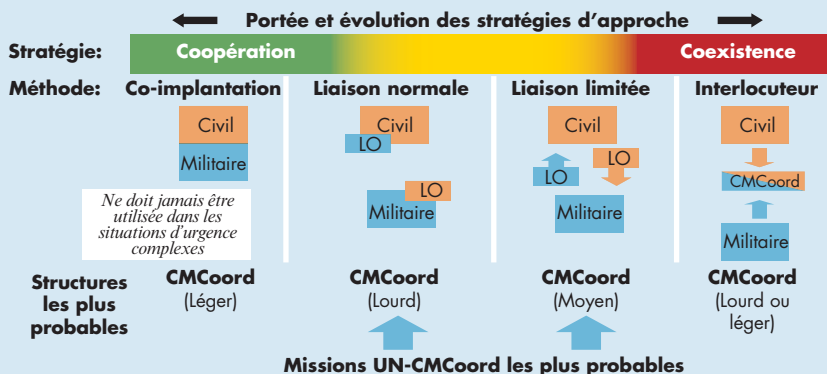 Portée et évolution des stratégies d'approche
Stratégie: Coopération Coexistence
Méthode: Co-implantation Liaison normale Liaison limitée Interlocuteur
Civil
Militaire
Ne doit jamais être
utilisée dans les
situations d'urgence
complexes
Civil
LO
LO
Militaire
Civil
LO
LO
Militaire
Civil
CMCoord
Militaire
Structures
les plus
probables
CMCoord
(Léger)
CMCoord
(Lourd)
CMCoord
(Moyen)
CMCoord
(Lourd ou
léger)
Missions UN-CMCoord les plus probables